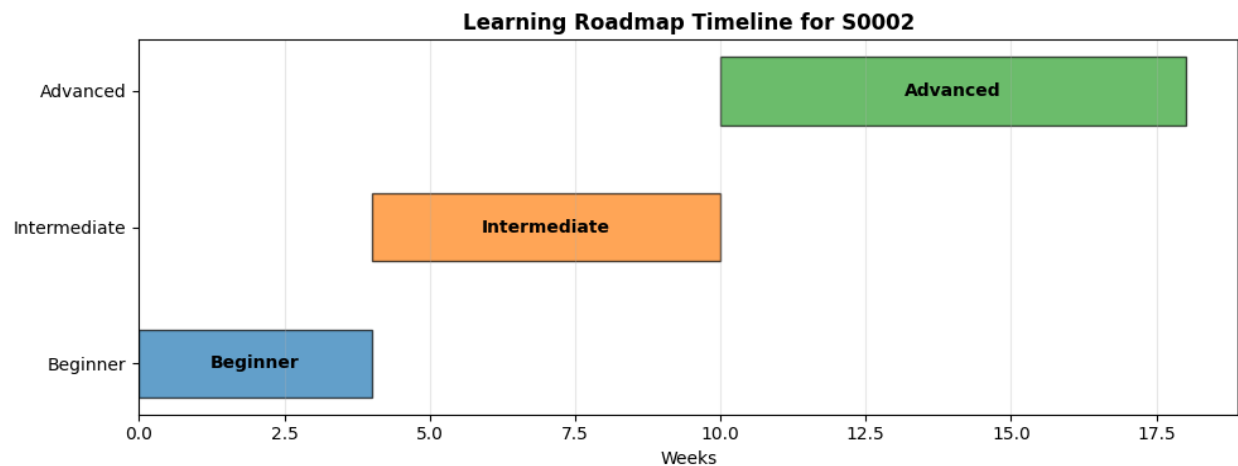 Learning Roadmap Timeline for S0002
Advanced
Advanced
Intermediate
Intermediate
Beginner
Beginner
0.0 2.5 5.0 7.5 10.0 12.5 15.0 17.5
Weeks